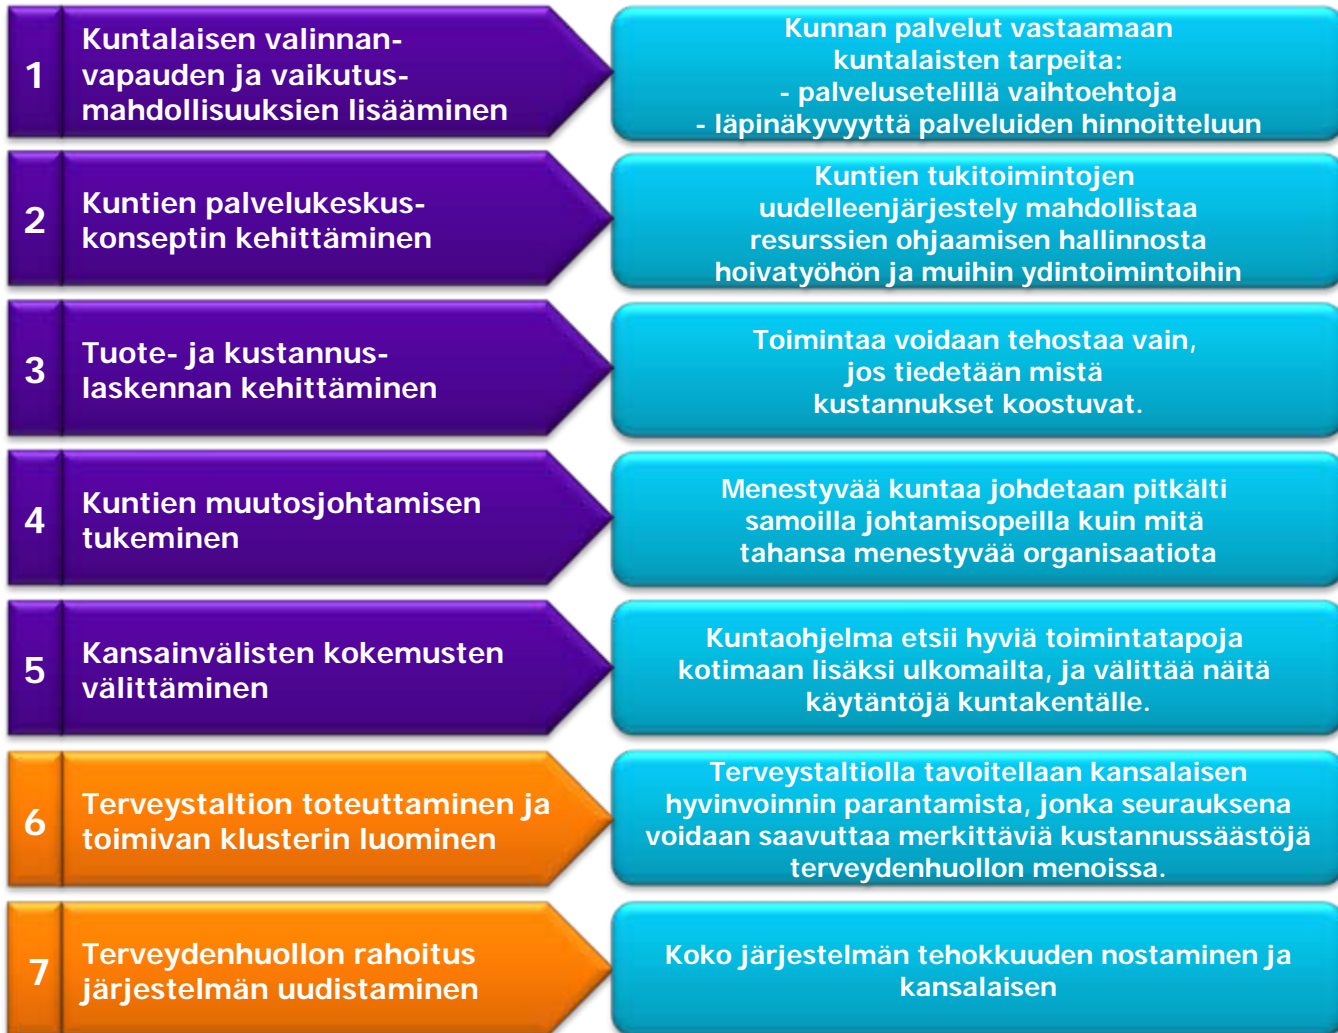 1
Kuntalaisen valinnan-
vapauden ja vaikutus-
mahdollisuuksien lisääminen
Kunnan palvelut vastaamaan
kuntalaisten tarpeita:
- palvelusetelillä vaihtoehtoja
- läpinäkyvyyttä palveluiden hinnoitteluun
2
Kuntien palvelukeskus-
konseptin kehittäminen
Kuntien tukitoimintojen
uudelleenjärjestely mahdollistaa
resurssien ohjaamisen hallinnosta
hoivatyöhön ja muihin ydintoimintoihin
3
Tuote- ja kustannus-
laskennan kehittäminen
Toimintaa voidaan tehostaa vain,
jos tiedetään mistä
kustannukset koostuvat.
4
Kuntien muutosjohtamisen
tukeminen
Menestyvää kuntaa johdetaan pitkälti
samoilla johtamisopeilla kuin mitä
tahansa menestyvää organisaatiota
5
Kansainvälisten kokemusten
välittäminen
Kuntaohjelma etsii hyviä toimintatapoja
kotimaan lisäksi ulkomailta, ja välittää näitä
käytäntöjä kuntakentälle.
6
Terveystaltion toteuttaminen ja
toimivan klusterin luominen
Terveystaltiolla tavoitellaan kansalaisen
hyvinvoinnin parantamista, jonka seurauksena
voidaan saavuttaa merkittäviä kustannussäästöjä
terveydenhuollon menoissa.
7
Terveydenhuollon rahoitus
järjestelmän uudistaminen
Koko järjestelmän tehokkuuden nostaminen ja
kansalaisen